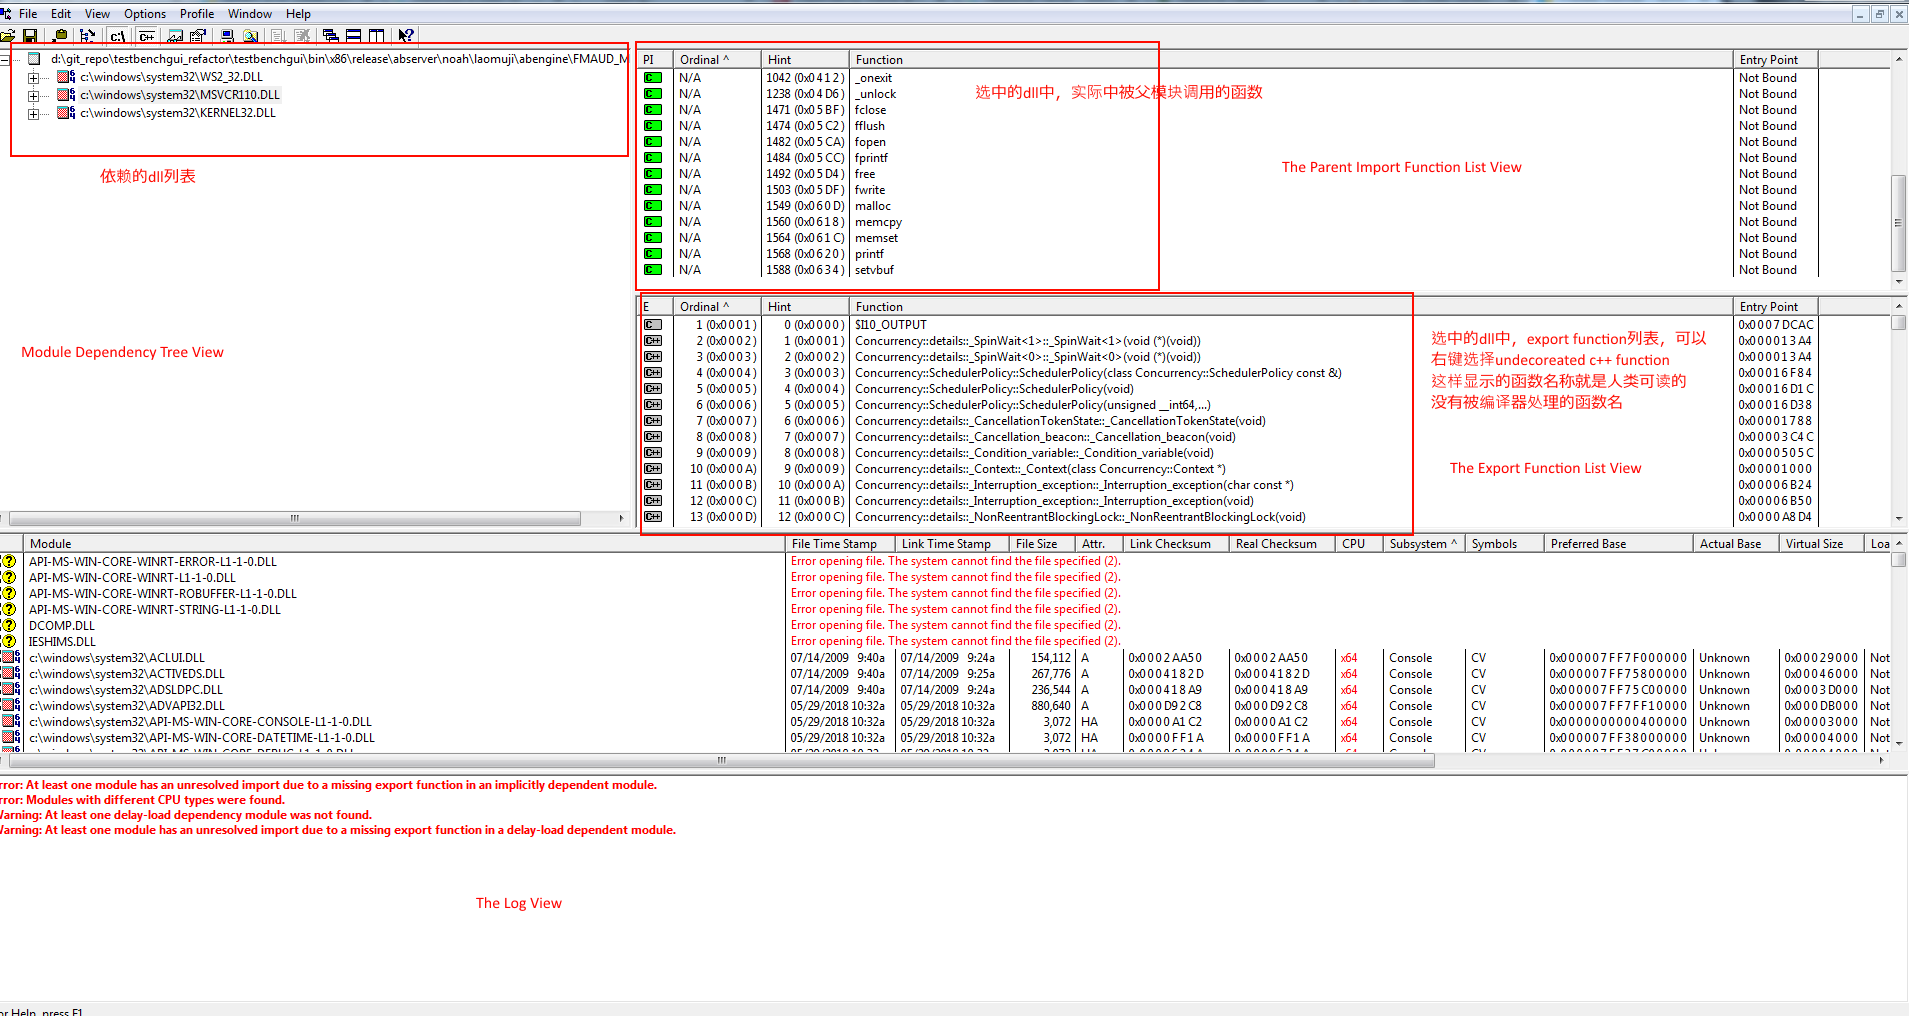 File Edit View Options Profile Window Help
d:\git_repo\testbenchgui_refactor\testbenchgui\bin\x86\release\abserver\noah\laomuji\abengine\FMAUD_M
c:\windows\system32\WS2_32.DLL
c:\windows\system32\MSVCR110.DLL
c:\windows\system32\KERNEL32.DLL
依赖的dll列表
Module Dependency Tree View
PI Ordinal ^ Hint Function Entry Point
C N/A 1042 (0x0412) _onexit Not Bound
C N/A 1238 (0x04D6) _unlock Not Bound
C N/A 1471 (0x05BF) fclose Not Bound
C N/A 1474 (0x05C2) fflush Not Bound
C N/A 1482 (0x05CA) fopen Not Bound
C N/A 1484 (0x05CC) fprintf Not Bound
C N/A 1492 (0x05D4) free Not Bound
C N/A 1503 (0x05DF) fwrite Not Bound
C N/A 1549 (0x060D) malloc Not Bound
C N/A 1560 (0x0618) memcpy Not Bound
C N/A 1564 (0x061C) memset Not Bound
C N/A 1568 (0x0620) printf Not Bound
C N/A 1588 (0x0634) setvbuf Not Bound
选中的dll中，实际中被父模块调用的函数
The Parent Import Function List View
E Ordinal ^ Hint Function Entry Point
C 1 (0x0001) 0 (0x0000) $I10_OUTPUT 0x0007DCAC
C++ 2 (0x0002) 1 (0x0001) Concurrency::details::_SpinWait<1>::_SpinWait<1>(void (*)(void)) 0x000013A4
C++ 3 (0x0003) 2 (0x0002) Concurrency::details::_SpinWait<0>::_SpinWait<0>(void (*)(void)) 0x000013A4
C++ 4 (0x0004) 3 (0x0003) Concurrency::SchedulerPolicy::SchedulerPolicy(class Concurrency::SchedulerPolicy const &) 0x00016F84
C++ 5 (0x0005) 4 (0x0004) Concurrency::SchedulerPolicy::SchedulerPolicy(void) 0x00016D1C
C++ 6 (0x0006) 5 (0x0005) Concurrency::SchedulerPolicy::SchedulerPolicy(unsigned __int64,...) 0x00016D38
C++ 7 (0x0007) 6 (0x0006) Concurrency::details::_CancellationTokenState::_CancellationTokenState(void) 0x00001788
C++ 8 (0x0008) 7 (0x0007) Concurrency::details::_Cancellation_beacon::_Cancellation_beacon(void) 0x00003C4C
C++ 9 (0x0009) 8 (0x0008) Concurrency::details::_Condition_variable::_Condition_variable(void) 0x0000505C
C++ 10 (0x000A) 9 (0x0009) Concurrency::details::_Context::_Context(class Concurrency::Context *) 0x00001000
C++ 11 (0x000B) 10 (0x000A) Concurrency::details::_Interruption_exception::_Interruption_exception(char const *) 0x00006B24
C++ 12 (0x000C) 11 (0x000B) Concurrency::details::_Interruption_exception::_Interruption_exception(void) 0x00006B50
C++ 13 (0x000D) 12 (0x000C) Concurrency::details::_NonReentrantBlockingLock::_NonReentrantBlockingLock(void) 0x0000A8D4
选中的dll中，export function列表，可以
右键选择undecoreated c++ function
这样显示的函数名称就是人类可读的
没有被编译器处理的函数名
The Export Function List View
Module File Time Stamp Link Time Stamp File Size Attr. Link Checksum Real Checksum CPU Subsystem ^ Symbols Preferred Base Actual Base Virtual Size Loa
API-MS-WIN-CORE-WINRT-ERROR-L1-1-0.DLL Error opening file. The system cannot find the file specified (2).
API-MS-WIN-CORE-WINRT-L1-1-0.DLL Error opening file. The system cannot find the file specified (2).
API-MS-WIN-CORE-WINRT-ROBUFFER-L1-1-0.DLL Error opening file. The system cannot find the file specified (2).
API-MS-WIN-CORE-WINRT-STRING-L1-1-0.DLL Error opening file. The system cannot find the file specified (2).
DCOMP.DLL Error opening file. The system cannot find the file specified (2).
IESHIMS.DLL Error opening file. The system cannot find the file specified (2).
c:\windows\system32\ACLUI.DLL 07/14/2009 9:40a 07/14/2009 9:24a 154,112 A 0x0002AA50 0x0002AA50 x64 Console CV 0x000007FF7F000000 Unknown 0x00029000 Not
c:\windows\system32\ACTIVEDS.DLL 07/14/2009 9:40a 07/14/2009 9:25a 267,776 A 0x0004182D 0x0004182D x64 Console CV 0x000007FF75800000 Unknown 0x00046000 Not
c:\windows\system32\ADSLDPC.DLL 07/14/2009 9:40a 07/14/2009 9:24a 236,544 A 0x000418A9 0x000418A9 x64 Console CV 0x000007FF75C00000 Unknown 0x0003D000 Not
c:\windows\system32\ADVAPI32.DLL 05/29/2018 10:32a 05/29/2018 10:32a 880,640 A 0x000D92C8 0x000D92C8 x64 Console CV 0x000007FF7FF10000 Unknown 0x000DB000 Not
c:\windows\system32\API-MS-WIN-CORE-CONSOLE-L1-1-0.DLL 05/29/2018 10:32a 05/29/2018 10:32a 3,072 HA 0x0000A1C2 0x0000A1C2 x64 Console CV 0x0000000000400000 Unknown 0x00003000 Not
c:\windows\system32\API-MS-WIN-CORE-DATETIME-L1-1-0.DLL 05/29/2018 10:32a 05/29/2018 10:32a 3,072 HA 0x0000FF1A 0x0000FF1A x64 Console CV 0x000007FF38000000 Unknown 0x00004000 Not
c:\windows\system32\API-MS-WIN-CORE-DEBUG-L1-1-0.DLL
rror: At least one module has an unresolved import due to a missing export function in an implicitly dependent module.
rror: Modules with different CPU types were found.
Warning: At least one delay-load dependency module was not found.
Warning: At least one module has an unresolved import due to a missing export function in a delay-load dependent module.
The Log View
or Help, press F1